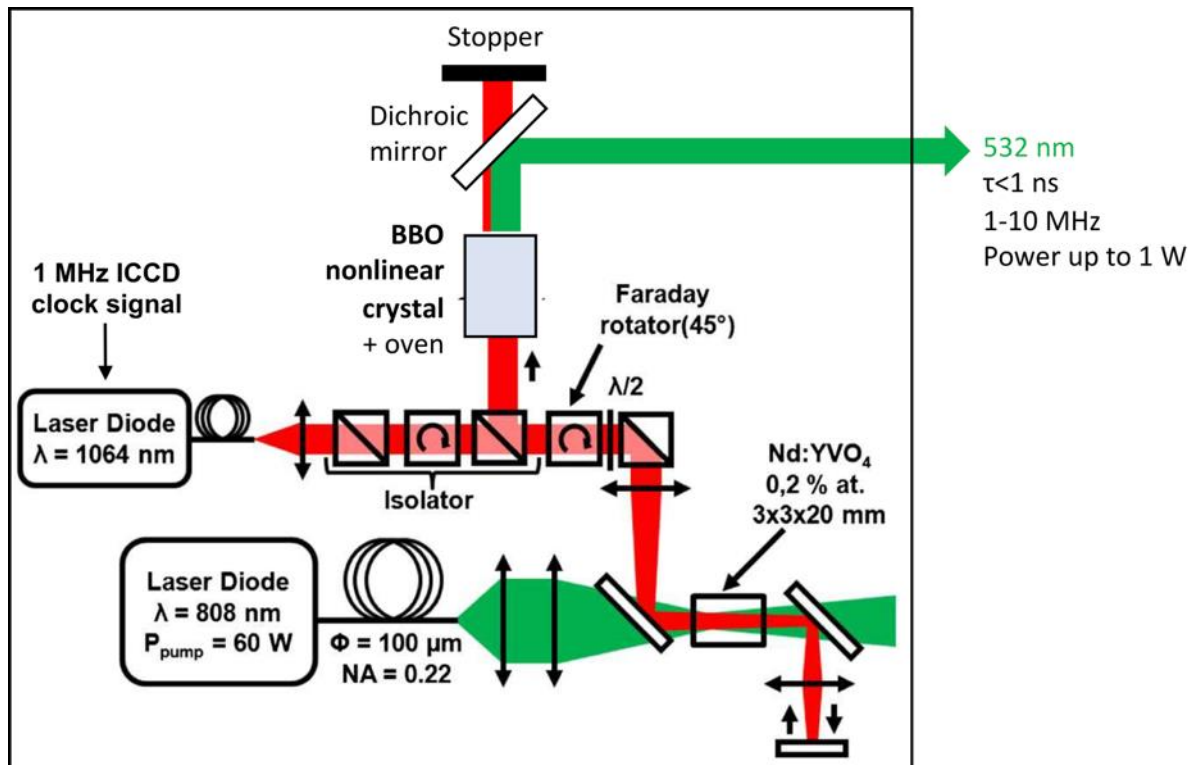 Stopper
Dichroic
mirror
532 nm
τ<1 ns
1-10 MHz
Power up to 1 W
BBO
nonlinear
crystal
+ oven
1 MHz ICCD
clock signal
Faraday
rotator(45°)
λ/2
Laser Diode
λ = 1064 nm
Isolator
Nd:YVO₄
0,2 % at.
3x3x20 mm
Laser Diode
λ = 808 nm
Ppump = 60 W
Φ = 100 µm
NA = 0.22